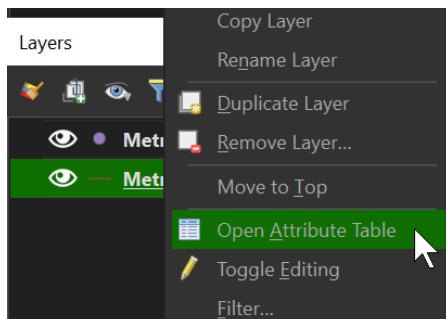 Layers
Copy Layer
Rename Layer
Duplicate Layer
Remove Layer...
Move to Top
Open Attribute Table
Toggle Editing
Filter...